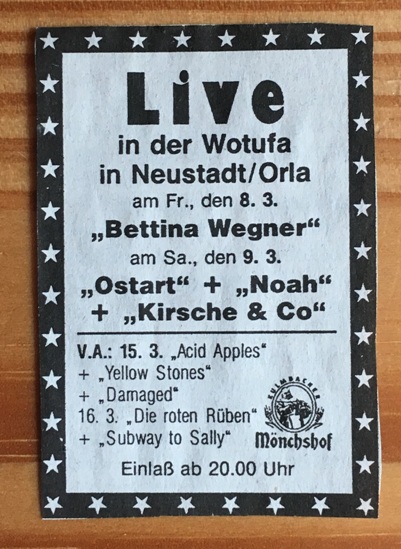 Live
in der Wotufa
in Neustadt/Orla
am Fr., den 8. 3.
„Bettina Wegner“
am Sa., den 9. 3.
„Ostart“ + „Noah“
+ „Kirsche & Co“
V.A.: 15. 3. „Acid Apples“
+ „Yellow Stones“
+ „Damaged“
16. 3. „Die roten Rüben“
+ „Subway to Sally“
KULMBACHER
Mönchshof
Einlaß ab 20.00 Uhr